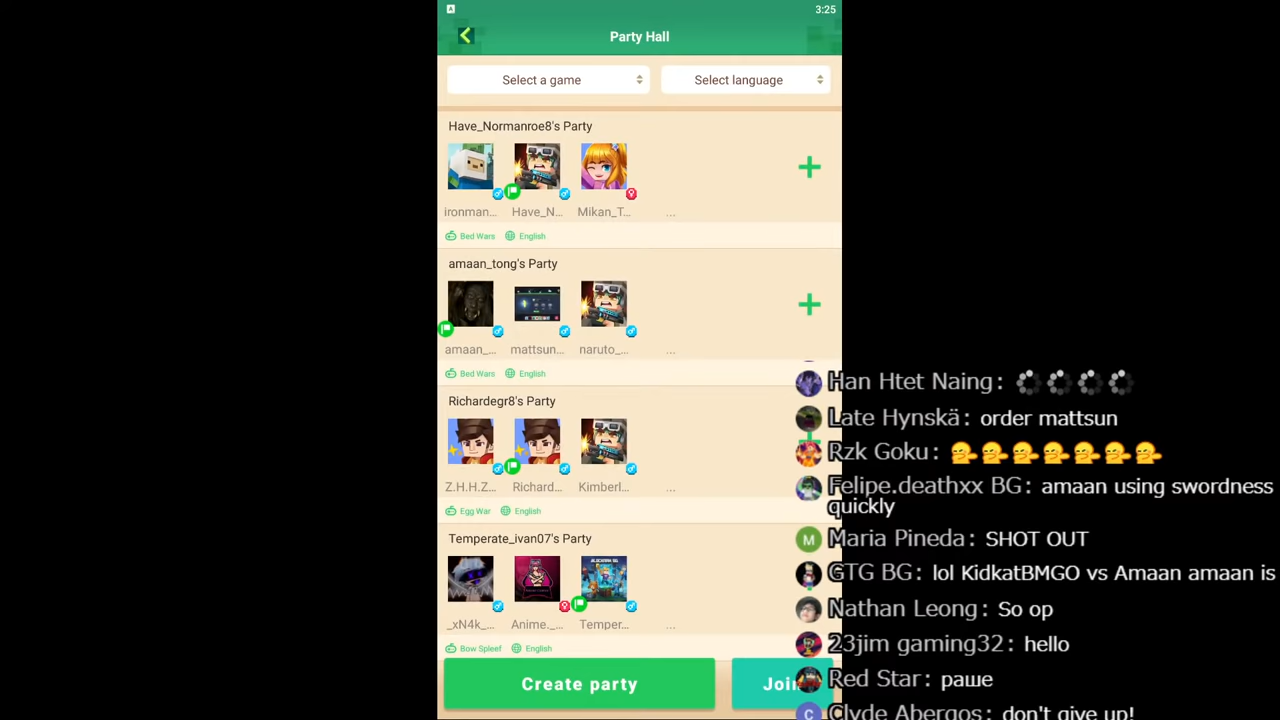 A
3:25
Party Hall
Select a game
Select language
Have_Normanroe8's Party
ironman...
Have_N...
Mikan_T...
...
Bed Wars
English
amaan_tong's Party
amaan_...
mattsun...
naruto_...
...
Bed Wars
English
Richardegr8's Party
Z.H.H.Z...
Richard...
Kimberl...
...
Egg War
English
Temperate_ivan07's Party
_xN4k_...
Anime._...
Temper...
...
Bow Spleef
English
Create party
Join
Han Htet Naing:
Late Hynskä: order mattsun
Rzk Goku:
Felipe.deathxx BG: amaan using swordness
quickly
M
Maria Pineda: SHOT OUT
GTG BG: lol KidkatBMGO vs Amaan amaan is
Nathan Leong: So op
23jim gaming32: hello
Red Star: раше
C
Clyde Abergos: don't give up!